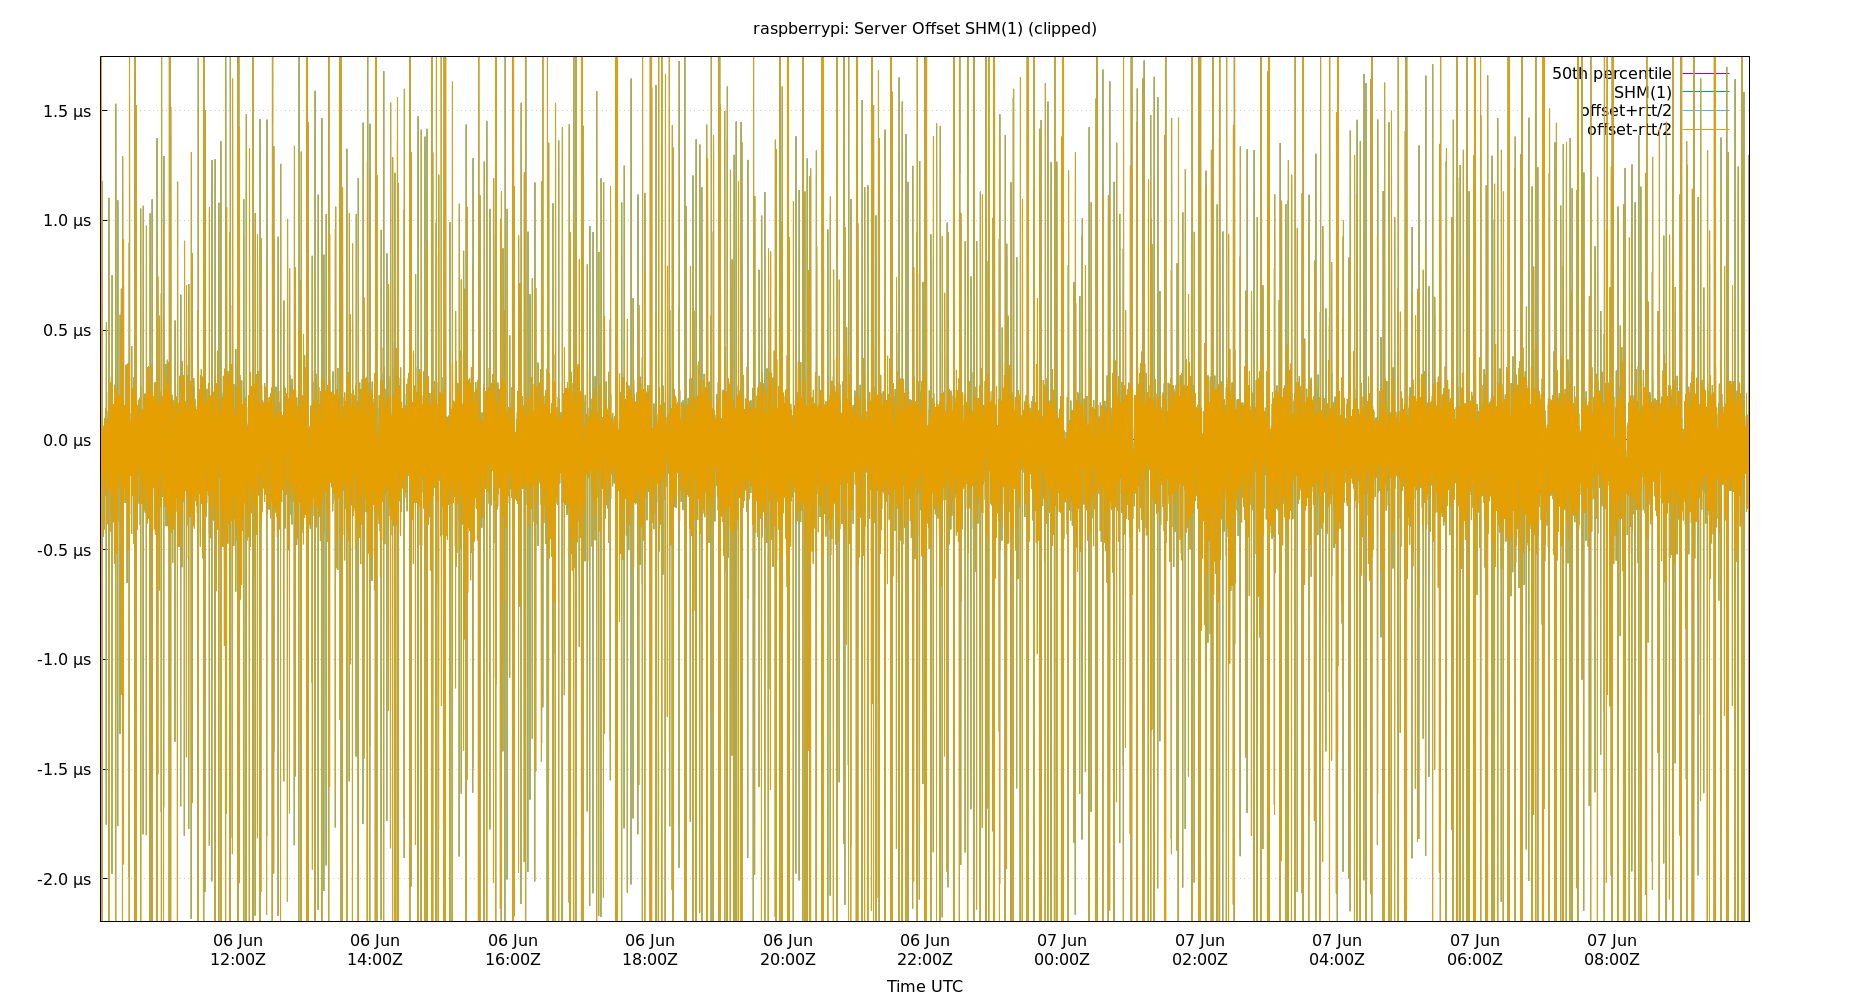 raspberrypi: Server Offset SHM(1) (clipped)
50th percentile
SHM(1)
offset+rtt/2
offset-rtt/2
1.5 µs
1.0 µs
0.5 µs
0.0 µs
-0.5 µs
-1.0 µs
-1.5 µs
-2.0 µs
06 Jun 06 Jun 06 Jun 06 Jun 06 Jun 06 Jun 07 Jun 07 Jun 07 Jun 07 Jun 07 Jun
12:00Z 14:00Z 16:00Z 18:00Z 20:00Z 22:00Z 00:00Z 02:00Z 04:00Z 06:00Z 08:00Z
Time UTC